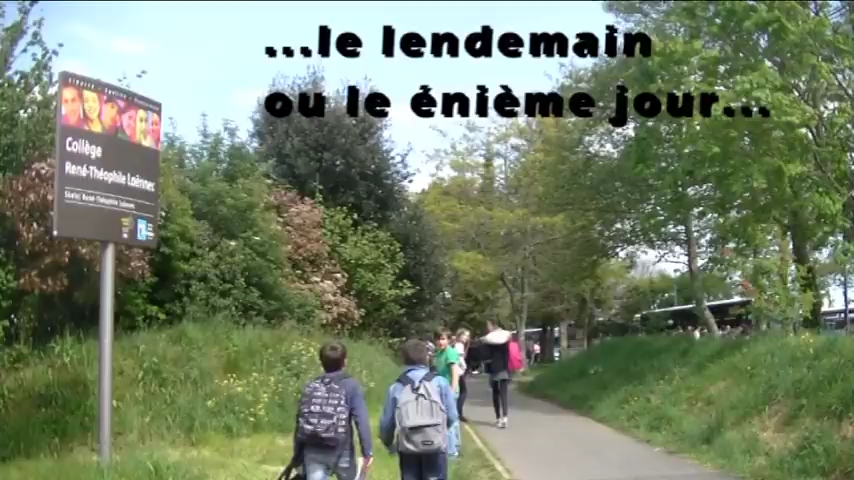 ...le lendemain
ou le énième jour...
Collège
René-Théophile Laënnec